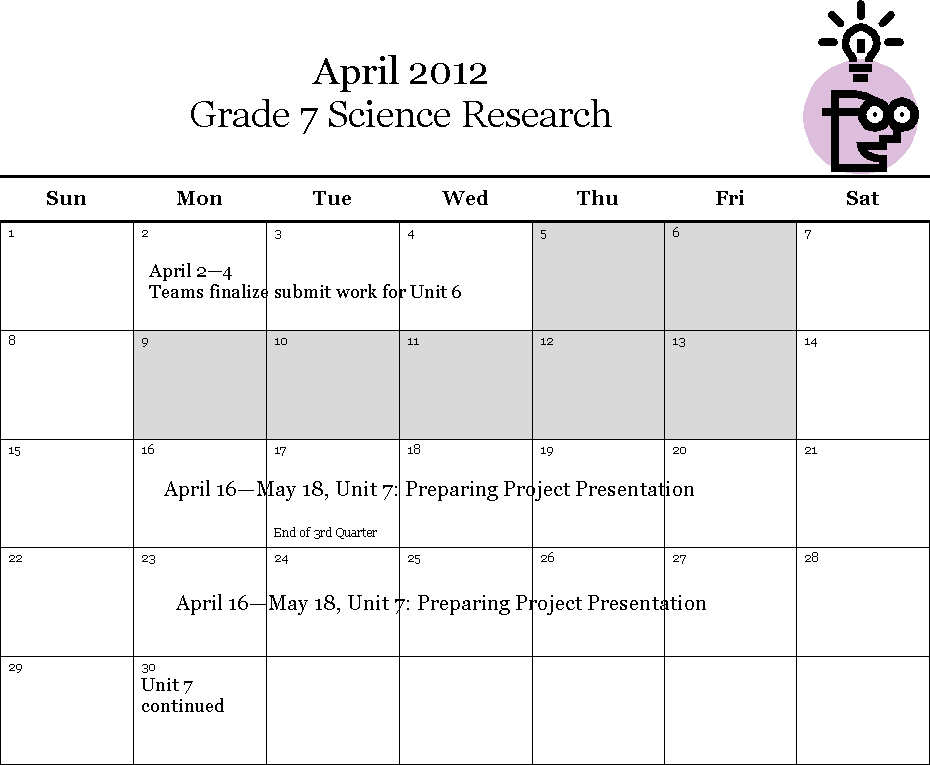 April 2012
Grade 7 Science Research
Sun Mon Tue Wed Thu Fri Sat
1 2 3 4 5 6 7
April 2—4
Teams finalize submit work for Unit 6
8 9 10 11 12 13 14
15 16 17 18 19 20 21
April 16—May 18, Unit 7: Preparing Project Presentation
End of 3rd Quarter
22 23 24 25 26 27 28
April 16—May 18, Unit 7: Preparing Project Presentation
29 30
Unit 7
continued